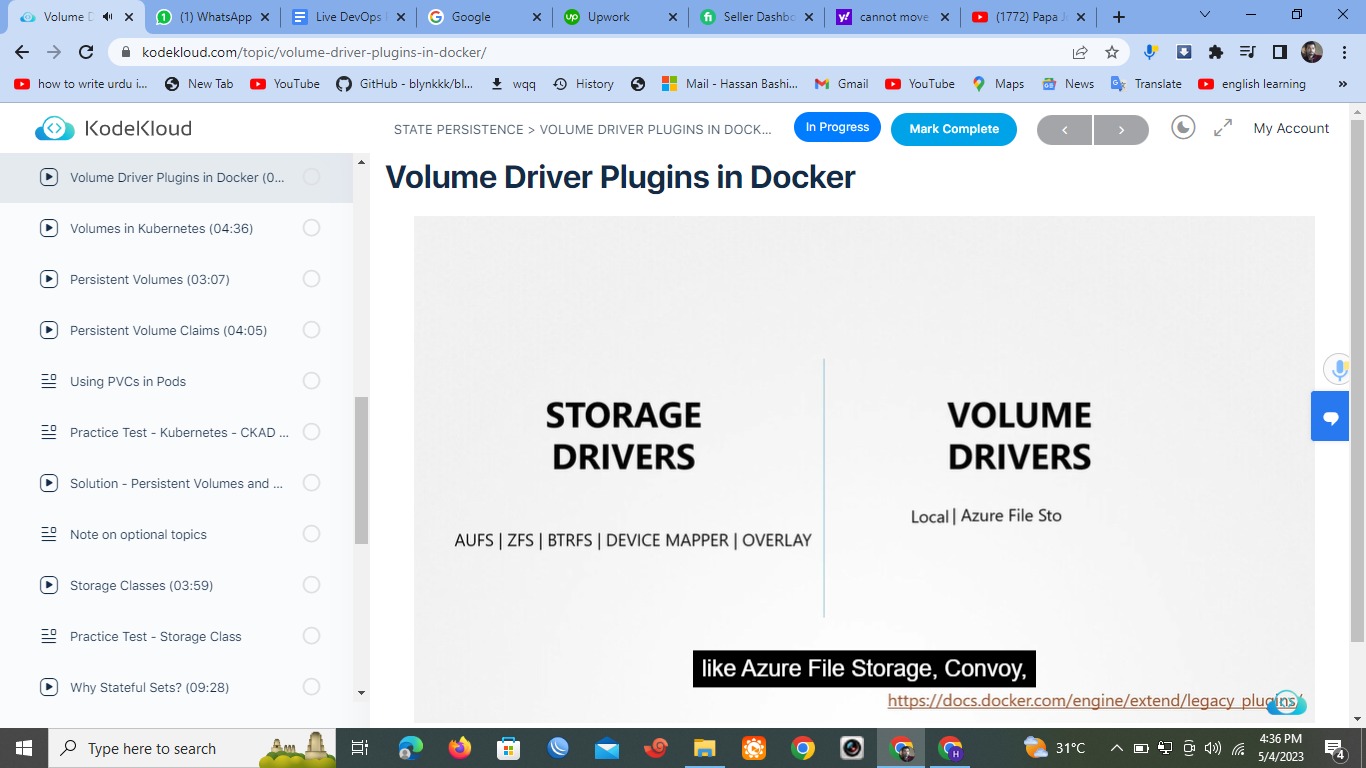 Volume D
(1) WhatsApp
Live DevOps
Google
Upwork
Seller Dashbo
cannot move
(1772) Papa J
kodekloud.com/topic/volume-driver-plugins-in-docker/
how to write urdu i...
New Tab
YouTube
GitHub - blynkkk/bl...
wqq
History
Mail - Hassan Bashi...
Gmail
YouTube
Maps
News
Translate
english learning
»
KodeKloud
STATE PERSISTENCE > VOLUME DRIVER PLUGINS IN DOCK...
In Progress
Mark Complete
My Account
Volume Driver Plugins in Docker (0...
Volumes in Kubernetes (04:36)
Persistent Volumes (03:07)
Persistent Volume Claims (04:05)
Using PVCs in Pods
Practice Test - Kubernetes - CKAD ...
Solution - Persistent Volumes and ...
Note on optional topics
Storage Classes (03:59)
Practice Test - Storage Class
Why Stateful Sets? (09:28)
Volume Driver Plugins in Docker
STORAGE
DRIVERS
AUFS | ZFS | BTRFS | DEVICE MAPPER | OVERLAY
VOLUME
DRIVERS
Local | Azure File Sto
like Azure File Storage, Convoy,
https://docs.docker.com/engine/extend/legacy_plugins/
Type here to search
31°C
4:36 PM
5/4/2023
4